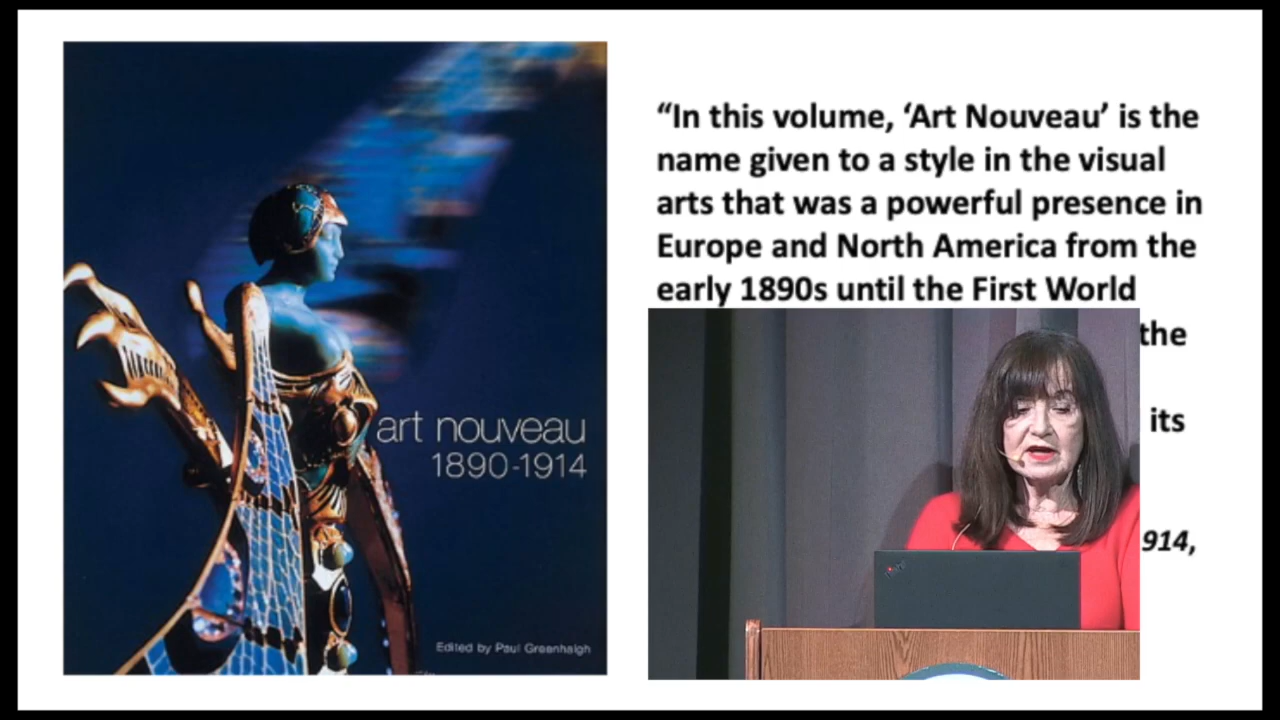 art nouveau
1890-1914
Edited by Paul Greenhalgh
“In this volume, ‘Art Nouveau’ is the
name given to a style in the visual
arts that was a powerful presence in
Europe and North America from the
early 1890s until the First World
the
its
914,